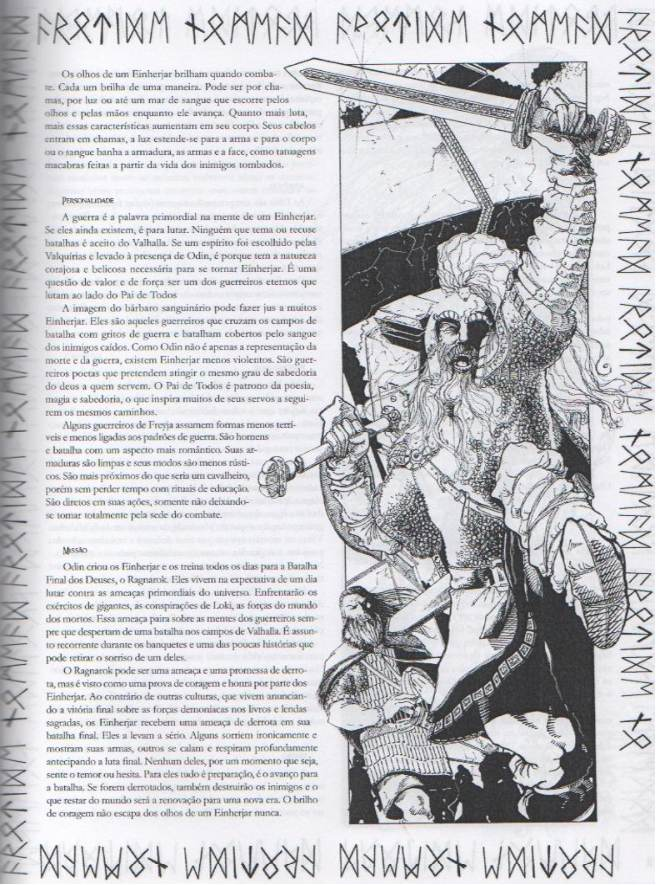 Os olhos de um Einherjar brilham quando comba-
te. Cada um brilha de uma maneira. Pode ser por cha-
mas, por luz ou até um mar de sangue que escorre pelos
olhos e pelas mãos enquanto ele avança. Quanto mais luta,
mais essas características aumentam em seu corpo. Seus cabelos
entram em chamas, a luz estende-se para a arma e para o corpo
ou o sangue banha a armadura, as armas e a face, como tatuagens
macabras feitas a partir da vida dos inimigos tombados.
Personalidade
A guerra é a palavra primordial na mente de um Einherjar.
Se eles ainda existem, é para lutar. Ninguém que tema ou recuse
batalhas é aceito do Valhalla. Se um espírito foi escolhido pelas
Valquírias e levado à presença de Odin, é porque tem a natureza
corajosa e belicosa necessária para se tornar Einherjar. É uma
questão de valor e de força ser um dos guerreiros eternos que
lutam ao lado do Pai de Todos
A imagem do bárbaro sanguinário pode fazer jus a muitos
Einherjar. Eles são aqueles guerreiros que cruzam os campos de
batalha com gritos de guerra e batalham cobertos pelo sangue
dos inimigos caídos. Como Odin não é apenas a representação da
morte e da guerra, existem Einherjar menos violentos. São guer-
reiros poetas que pretendem atingir o mesmo grau de sabedoria
do deus a quem servem. O Pai de Todos é patrono da poesia,
magia e sabedoria, o que inspira muitos de seus servos a segui-
rem os mesmos caminhos.
Alguns guerreiros de Freyja assumem formas menos terrí-
veis e menos ligadas aos padrões de guerra. São homens
e batalha com um aspecto mais romântico. Suas ar-
maduras são limpas e seus modos são menos rústi-
cos. São mais próximos do que seria um cavalheiro,
porém sem perder tempo com rituais de educação.
São diretos em suas ações, somente não deixando-
se tomar totalmente pela sede do combate.
Missão
Odin criou os Einherjar e os treina todos os dias para a Batalha
Final dos Deuses, o Ragnarok. Eles vivem na expectativa de um dia
lutar contra as ameaças primordiais do universo. Enfrentarão os
exércitos de gigantes, as conspirações de Loki, as forças do mundo
dos mortos. Essa ameaça paira sobre as mentes dos guerreiros sem-
pre que despertam de uma batalha nos campos de Valhalla. É assun-
to recorrente durante os banquetes e uma das poucas histórias que
pode retirar o sorriso de um deles.
O Ragnarok pode ser uma ameaça e uma promessa de derro-
ta, mas é visto como uma prova de coragem e honra por parte dos
Einherjar. Ao contrário de outras culturas, que vivem anuncian-
do a vitória final sobre as forças demoníacas nos livros e lendas
sagradas, os Einherjar recebem uma ameaça de derrota em sua
batalha final. Eles a levam a sério. Alguns sorriem ironicamente e
mostram suas armas, outros se calam e respiram profundamente
antecipando a luta final. Nenhum deles, por um momento que seja,
sente o temor ou hesita. Para eles tudo é preparação, é o avanço para
a batalha. Se forem derrotados, também destruirão os inimigos e o
que restar do mundo será a renovação para uma nova era. O brilho
de coragem não escapa dos olhos de um Einherjar nunca.